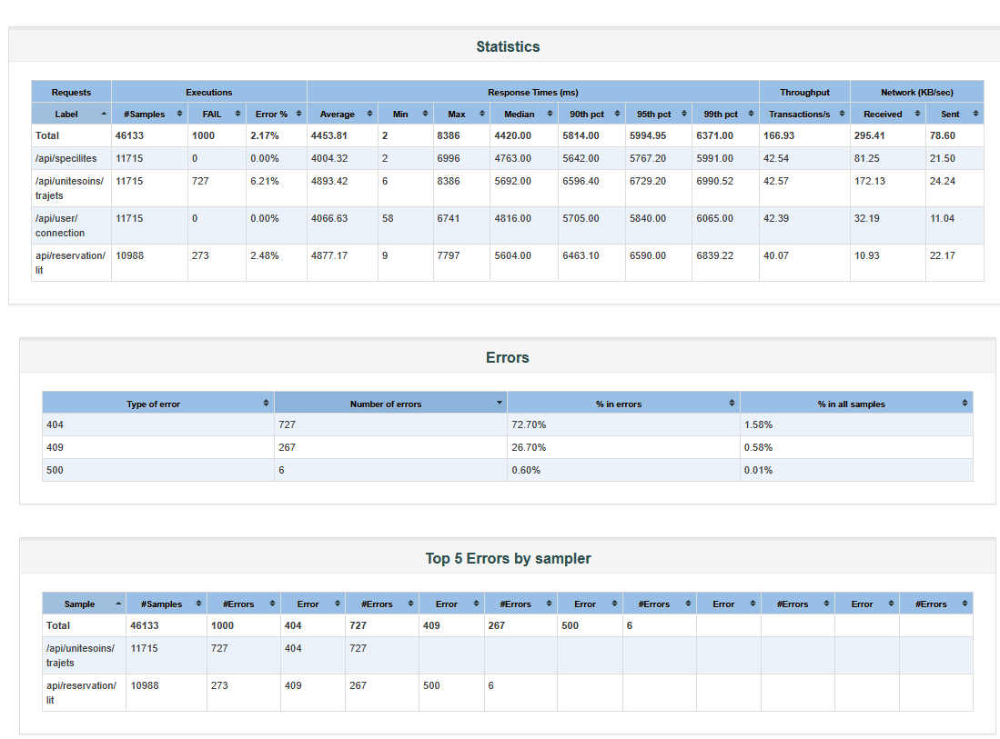 Statistics
Requests Executions Response Times (ms) Throughput Network (KB/sec)
Label #Samples FAIL Error % Average Min Max Median 90th pct 95th pct 99th pct Transactions/s Received Sent
Total 46133 1000 2.17% 4453.81 2 8386 4420.00 5814.00 5994.95 6371.00 166.93 295.41 78.60
/api/specilites 11715 0 0.00% 4004.32 2 6996 4763.00 5642.00 5767.20 5991.00 42.54 81.25 21.50
/api/unitesoins/ 11715 727 6.21% 4893.42 6 8386 5692.00 6596.40 6729.20 6990.52 42.57 172.13 24.24
trajets
/api/user/ 11715 0 0.00% 4066.63 58 6741 4816.00 5705.00 5840.00 6065.00 42.39 32.19 11.04
connection
api/reservation/ 10988 273 2.48% 4877.17 9 7797 5604.00 6463.10 6590.00 6839.22 40.07 10.93 22.17
lit
Errors
Type of error Number of errors % in errors % in all samples
404 727 72.70% 1.58%
409 267 26.70% 0.58%
500 6 0.60% 0.01%
Top 5 Errors by sampler
Sample #Samples #Errors Error #Errors Error #Errors Error #Errors Error #Errors Error #Errors
Total 46133 1000 404 727 409 267 500 6
/api/unitesoins/ 11715 727 404 727
trajets
api/reservation/ 10988 273 409 267 500 6
lit